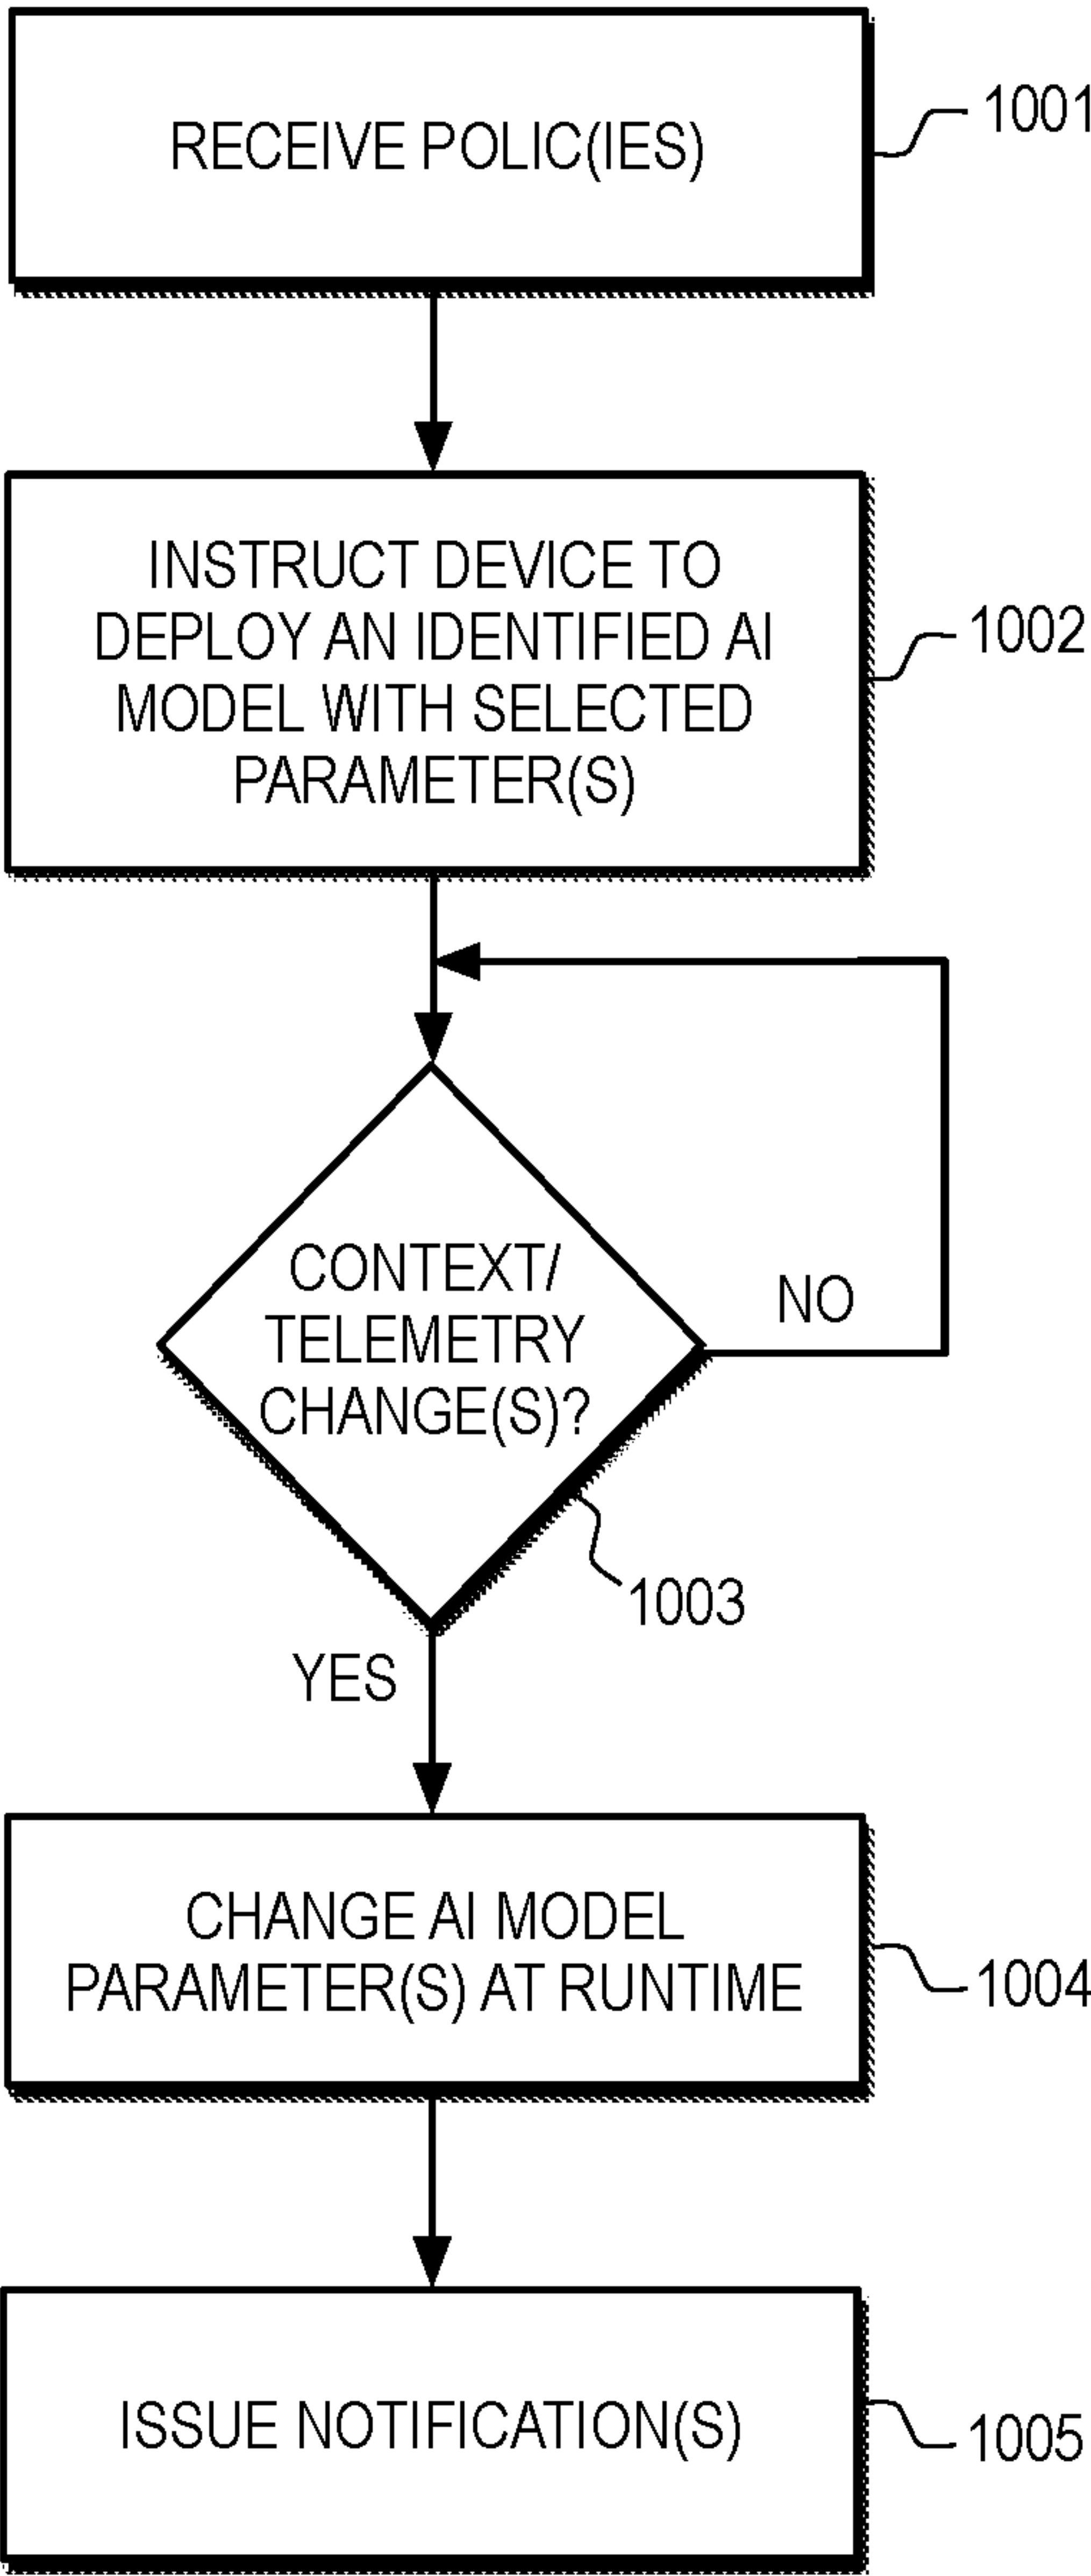 RECEIVE POLIC(IES)
1001
INSTRUCT DEVICE TO
DEPLOY AN IDENTIFIED AI
MODEL WITH SELECTED
PARAMETER(S)
1002
CONTEXT/
TELEMETRY
CHANGE(S)?
NO
1003
YES
CHANGE AI MODEL
PARAMETER(S) AT RUNTIME
1004
ISSUE NOTIFICATION(S)
1005